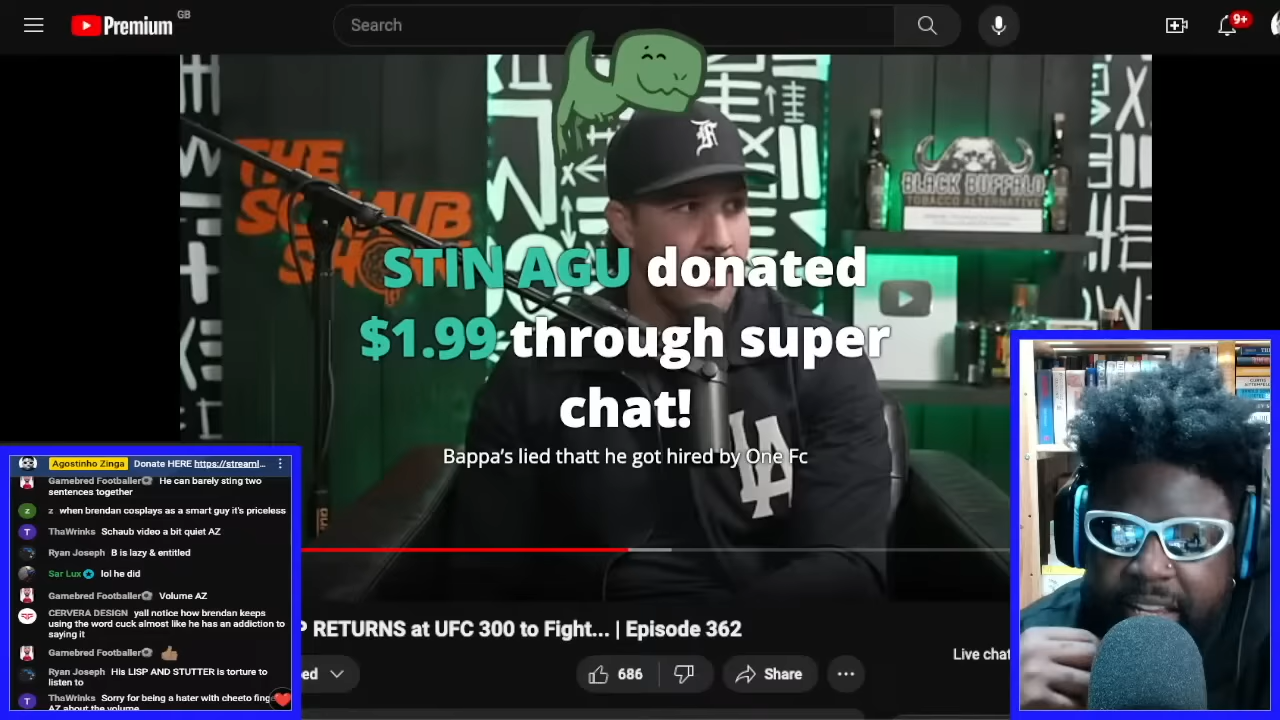 Premium
GB
Search
9+
THE
SCHAUB
SHOW
BLACK BUFFALO
TOBACCO ALTERNATIVE
LA
STIN AGU donated
$1.99 through super
chat!
Bappa's lied thatt he got hired by One Fc
Agostinho Zinga Donate HERE https://streaml...
Gamebred Footballer He can barely sting two
sentences together
z when brendan cosplays as a smart guy it's priceless
ThaWrinks Schaub video a bit quiet AZ
Ryan Joseph B is lazy & entitled
Sar Lux lol he did
Gamebred Footballer Volume AZ
CERVERA DESIGN yall notice how brendan keeps
using the word cuck almost like he has an addiction to
saying it
Gamebred Footballer
Ryan Joseph His LISP AND STUTTER is torture to
listen to
ThaWrinks Sorry for being a hater with cheeto fing
AZ about the volume
P RETURNS at UFC 300 to Fight... | Episode 362
ed
686
Share
Live chat